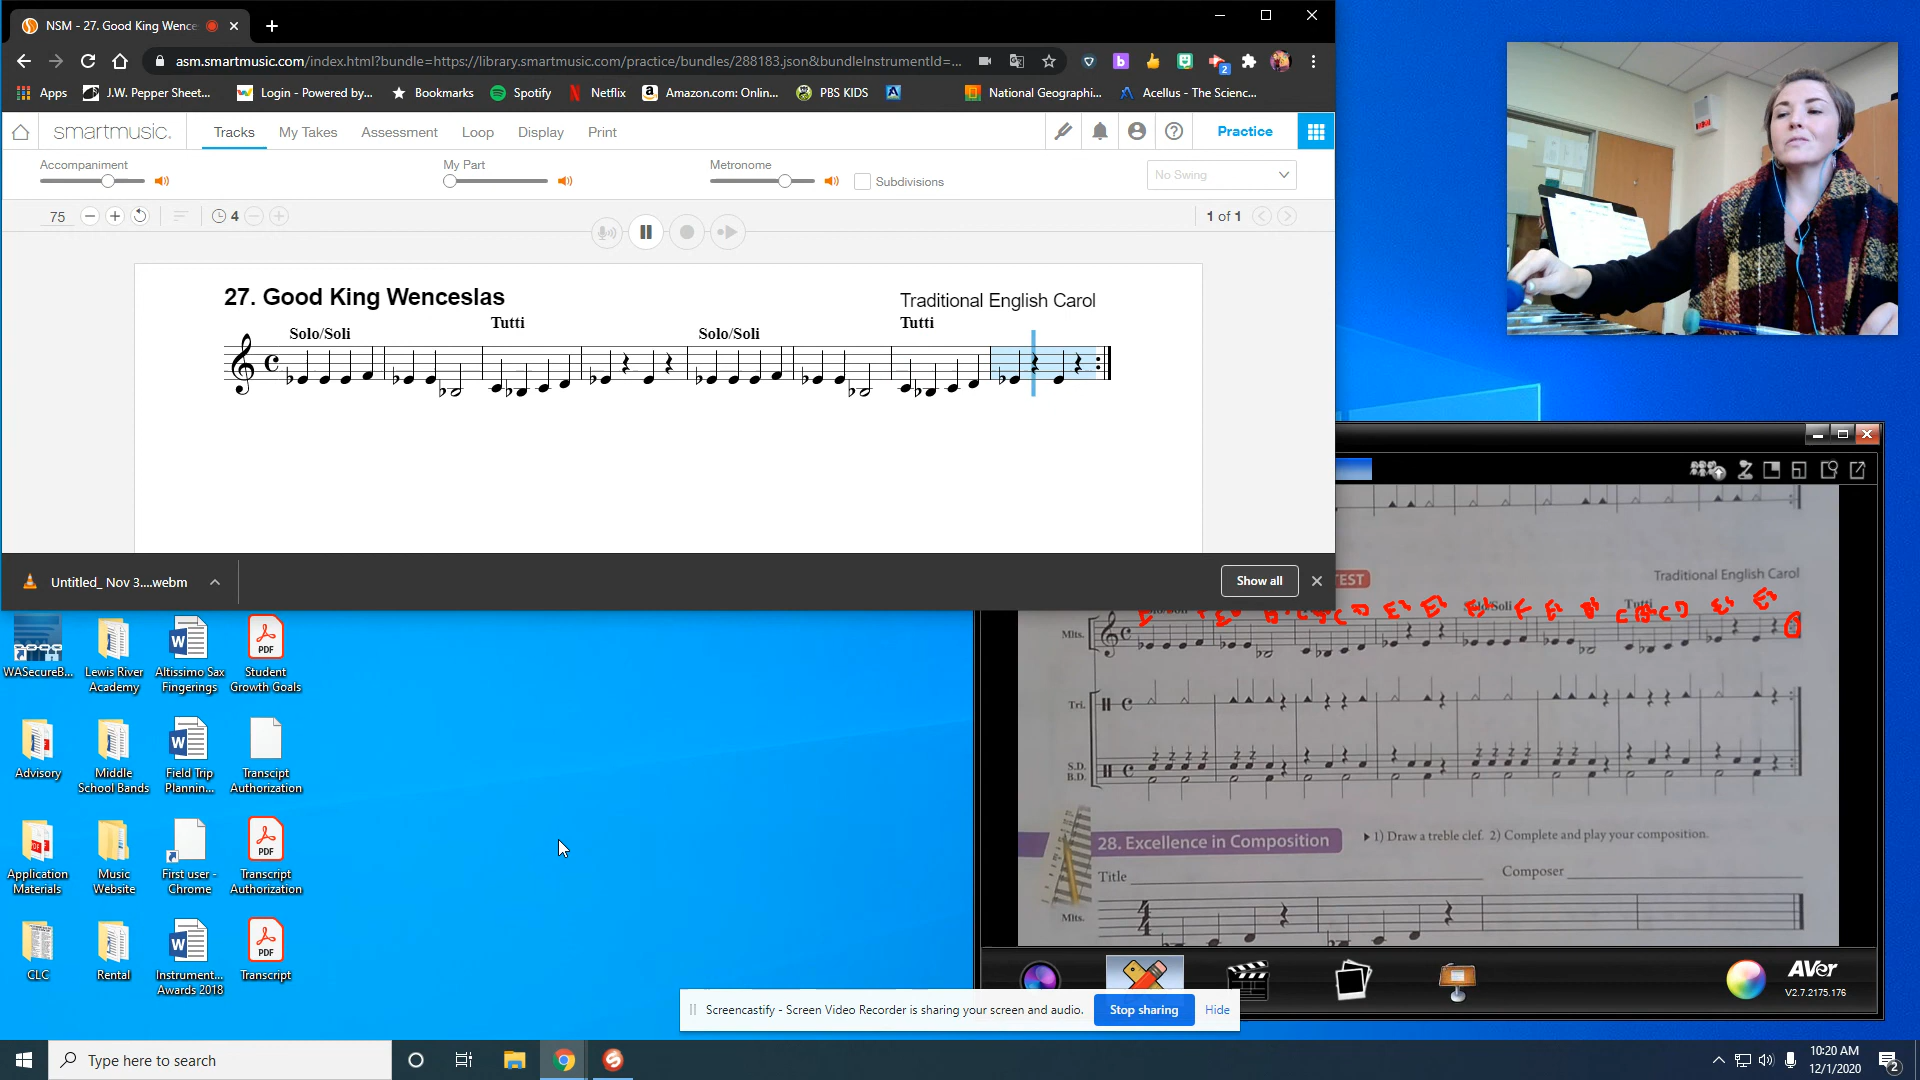 NSM - 27. Good King Wence
asm.smartmusic.com/index.html?bundle=https://library.smartmusic.com/practice/bundles/288183.json&bundleInstrumentId=...
Apps J.W. Pepper Sheet... Login - Powered by... Bookmarks Spotify Netflix Amazon.com: Onlin... PBS KIDS National Geographi... Acellus - The Scienc...
smartmusic. Tracks My Takes Assessment Loop Display Print Practice
Accompaniment My Part Metronome
Subdivisions No Swing
75 4 1 of 1
27. Good King Wenceslas
Traditional English Carol
Solo/Soli Tutti Solo/Soli Tutti
Untitled_ Nov 3....webm Show all
TEST Traditional English Carol
Tutti
Mlts.
Tri.
S.D.
B.D.
28. Excellence in Composition 1) Draw a treble clef. 2) Complete and play your composition.
Title Composer
Mlts.
4
4
AVer
V2.7.2175.176
WASecureB...
Lewis River
Academy
Altissimo Sax
Fingerings
Student
Growth Goals
Advisory
Middle
School Bands
Field Trip
Plannin...
Transcipt
Authorization
Application
Materials
Music
Website
First user -
Chrome
Transcript
Authorization
CLC
Rental
Instrument...
Awards 2018
Transcript
Screencastify - Screen Video Recorder is sharing your screen and audio. Stop sharing Hide
Type here to search
10:20 AM
12/1/2020
2